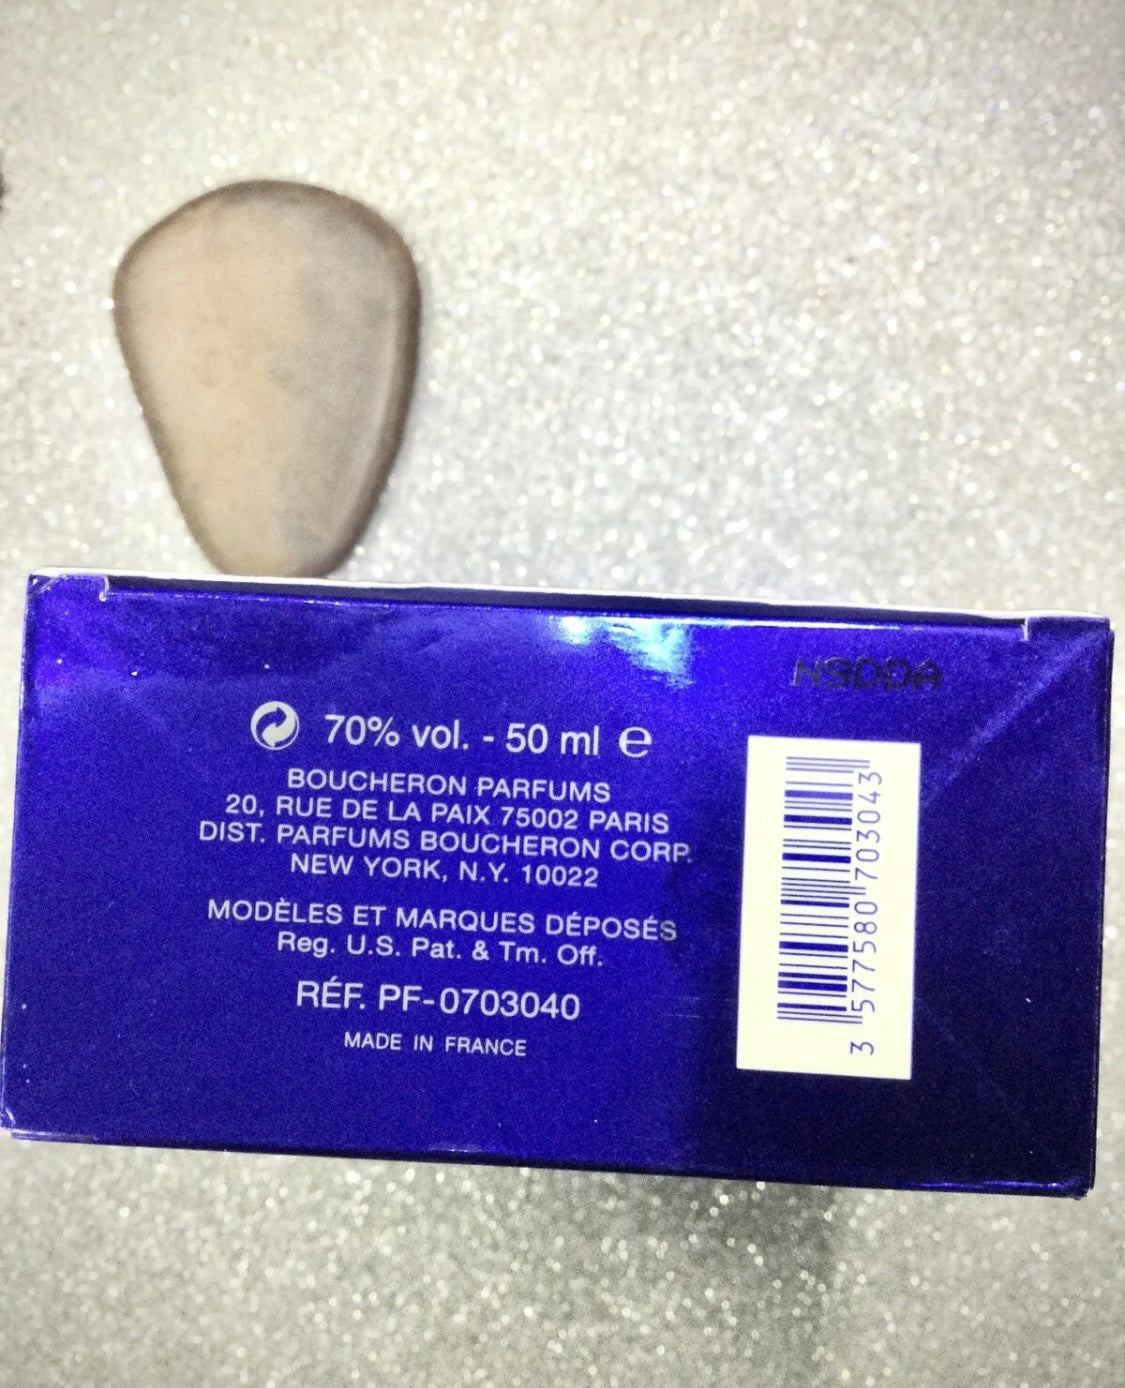 N9DDA
70% vol. - 50 ml ℮
BOUCHERON PARFUMS
20, RUE DE LA PAIX 75002 PARIS
DIST. PARFUMS BOUCHERON CORP.
NEW YORK, N.Y. 10022
MODÈLES ET MARQUES DÉPOSÉS
Reg. U.S. Pat. & Tm. Off.
RÉF. PF-0703040
MADE IN FRANCE
3 577580 703043